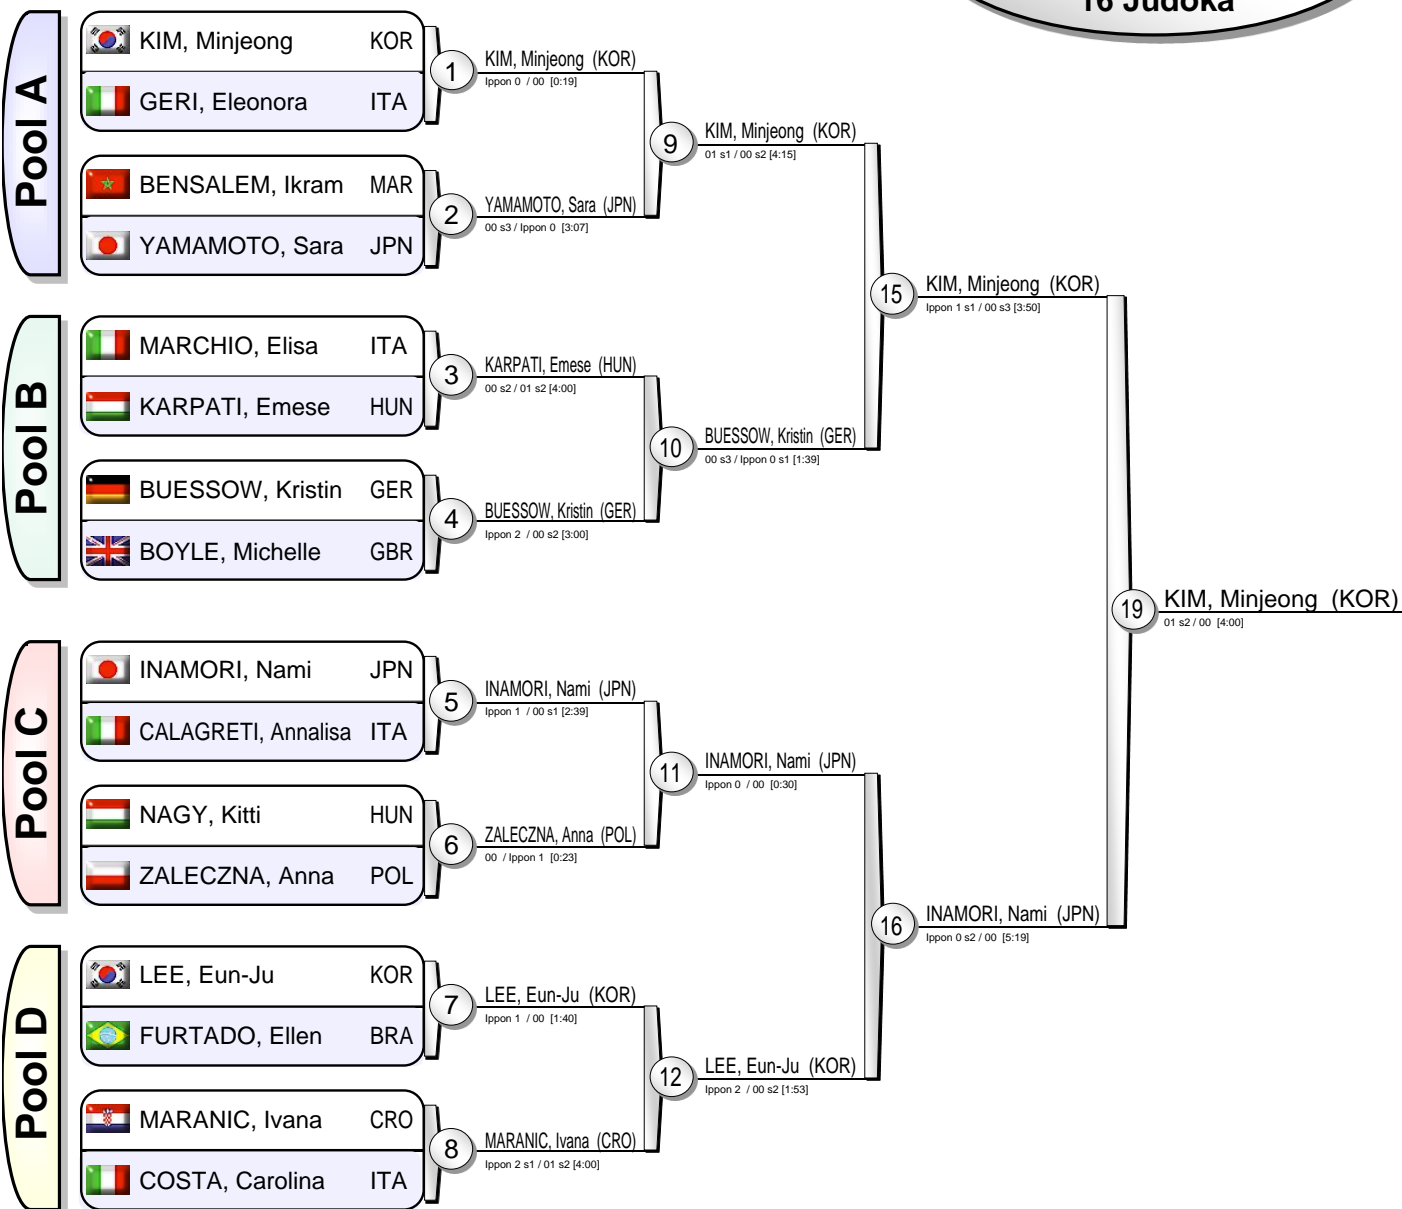 16 Judoka
Pool A
KIM, Minjeong KOR
GERI, Eleonora ITA
BENSALEM, Ikram MAR
YAMAMOTO, Sara JPN
Pool B
MARCHIO, Elisa ITA
KARPATI, Emese HUN
BUESSOW, Kristin GER
BOYLE, Michelle GBR
Pool C
INAMORI, Nami JPN
CALAGRETI, Annalisa ITA
NAGY, Kitti HUN
ZALECZNA, Anna POL
Pool D
LEE, Eun-Ju KOR
FURTADO, Ellen BRA
MARANIC, Ivana CRO
COSTA, Carolina ITA
1
KIM, Minjeong (KOR)
Ippon 0 / 00 [0:19]
2
YAMAMOTO, Sara (JPN)
00 s3 / Ippon 0 [3:07]
3
KARPATI, Emese (HUN)
00 s2 / 01 s2 [4:00]
4
BUESSOW, Kristin (GER)
Ippon 2 / 00 s2 [3:00]
5
INAMORI, Nami (JPN)
Ippon 1 / 00 s1 [2:39]
6
ZALECZNA, Anna (POL)
00 / Ippon 1 [0:23]
7
LEE, Eun-Ju (KOR)
Ippon 1 / 00 [1:40]
8
MARANIC, Ivana (CRO)
Ippon 2 s1 / 01 s2 [4:00]
9
KIM, Minjeong (KOR)
01 s1 / 00 s2 [4:15]
10
BUESSOW, Kristin (GER)
00 s3 / Ippon 0 s1 [1:39]
11
INAMORI, Nami (JPN)
Ippon 0 / 00 [0:30]
12
LEE, Eun-Ju (KOR)
Ippon 2 / 00 s2 [1:53]
15
KIM, Minjeong (KOR)
Ippon 1 s1 / 00 s3 [3:50]
16
INAMORI, Nami (JPN)
Ippon 0 s2 / 00 [5:19]
19
KIM, Minjeong (KOR)
01 s2 / 00 [4:00]